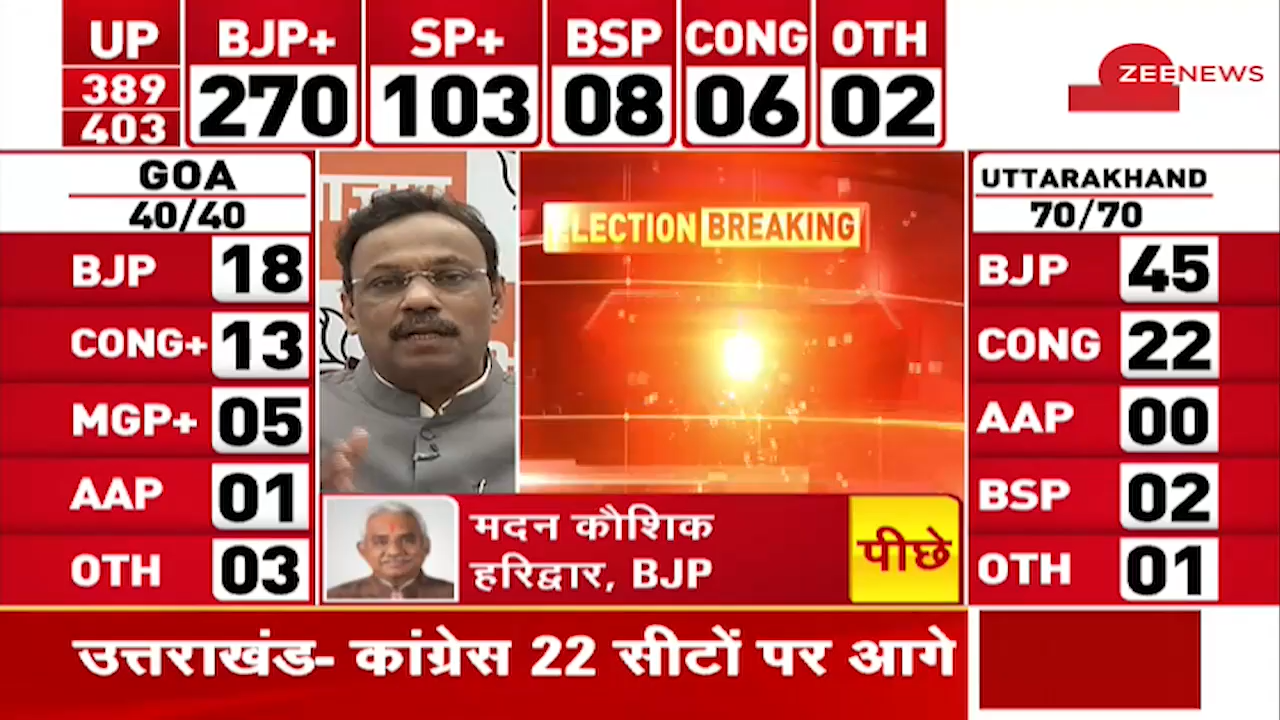 UP
389
403
BJP+
270
SP+
103
BSP
08
CONG
06
OTH
02
ZEENEWS
GOA
40/40
BJP 18
CONG+ 13
MGP+ 05
AAP 01
OTH 03
ELECTION BREAKING
UTTARAKHAND
70/70
BJP 45
CONG 22
AAP 00
BSP 02
OTH 01
मदन कौशिक
हरिद्वार, BJP
पीछे
उत्तराखंड- कांग्रेस 22 सीटों पर आगे